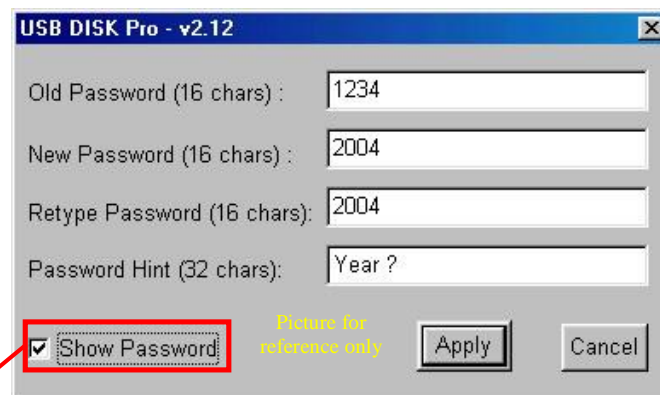 USB DISK Pro - v2.12
Old Password (16 chars) :
1234
New Password (16 chars) :
2004
Retype Password (16 chars):
2004
Password Hint (32 chars):
Year ?
Show Password
Picture for
reference only
Apply
Cancel